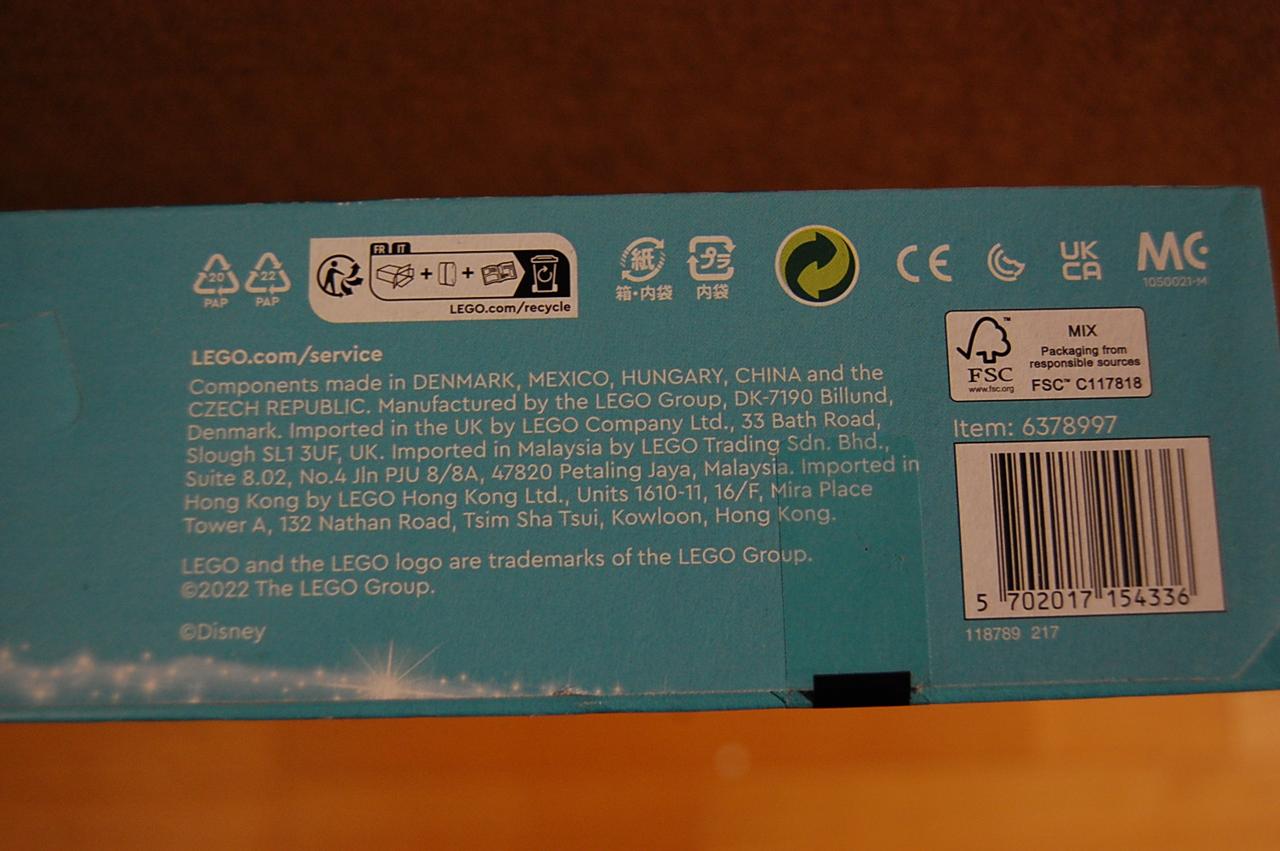 20
PAP
22
PAP
FR IT
LEGO.com/recycle
紙
箱・内袋
プラ
内袋
CE
UK
CA
MC
1050021-M
FSC
www.fsc.org
™
MIX
Packaging from
responsible sources
FSC™ C117818
LEGO.com/service
Components made in DENMARK, MEXICO, HUNGARY, CHINA and the
CZECH REPUBLIC. Manufactured by the LEGO Group, DK-7190 Billund,
Denmark. Imported in the UK by LEGO Company Ltd., 33 Bath Road,
Slough SL1 3UF, UK. Imported in Malaysia by LEGO Trading Sdn. Bhd.,
Suite 8.02, No.4 Jln PJU 8/8A, 47820 Petaling Jaya, Malaysia. Imported in
Hong Kong by LEGO Hong Kong Ltd., Units 1610-11, 16/F, Mira Place
Tower A, 132 Nathan Road, Tsim Sha Tsui, Kowloon, Hong Kong.
LEGO and the LEGO logo are trademarks of the LEGO Group.
©2022 The LEGO Group.
©Disney
Item: 6378997
5 702017 154336
118789 217